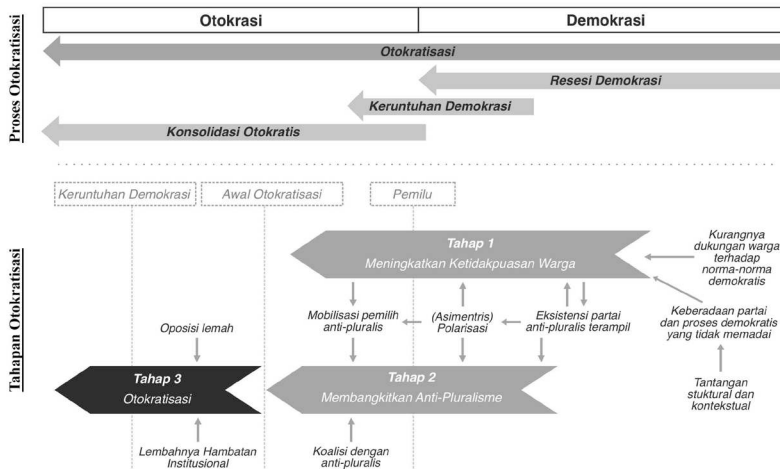 Proses Otokratisasi
Otokrasi
Demokrasi
Otokratisasi
Resesi Demokrasi
Keruntuhan Demokrasi
Konsolidasi Otokratis
Tahapan Otokratisasi
Keruntuhan Demokrasi
Awal Otokratisasi
Pemilu
Tahap 1
Meningkatkan Ketidakpuasan Warga
Kurangnya
dukungan warga
terhadap
norma-norma
demokratis
Mobilisasi pemilih
anti-pluralis
(Asimentris)
Polarisasi
Eksistensi partai
anti-pluralis terampil
Keberadaan partai
dan proses demokratis
yang tidak memadai
Oposisi lemah
Tahap 3
Otokratisasi
Tahap 2
Membangkitkan Anti-Pluralisme
Tantangan
stuktural dan
kontekstual
Lembahnya Hambatan
Institusional
Koalisi dengan
anti-pluralis